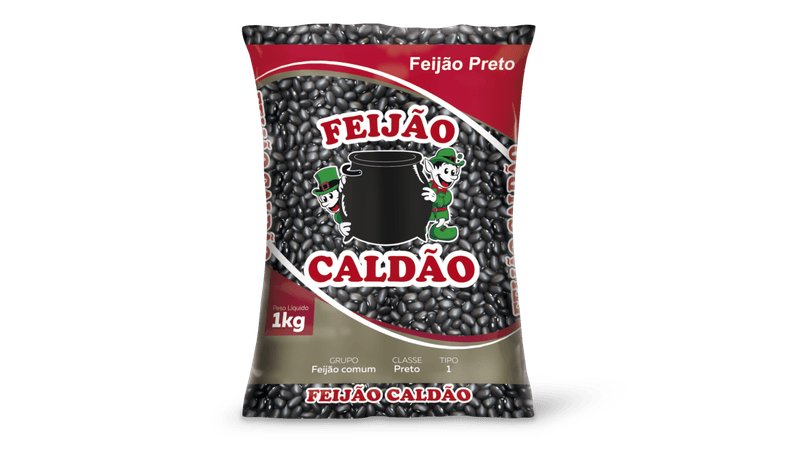 Feijão Preto
FEIJÃO
CALDÃO
Peso Líquido
1kg
GRUPO CLASSE TIPO
Feijão comum Preto 1
FEIJÃO CALDÃO